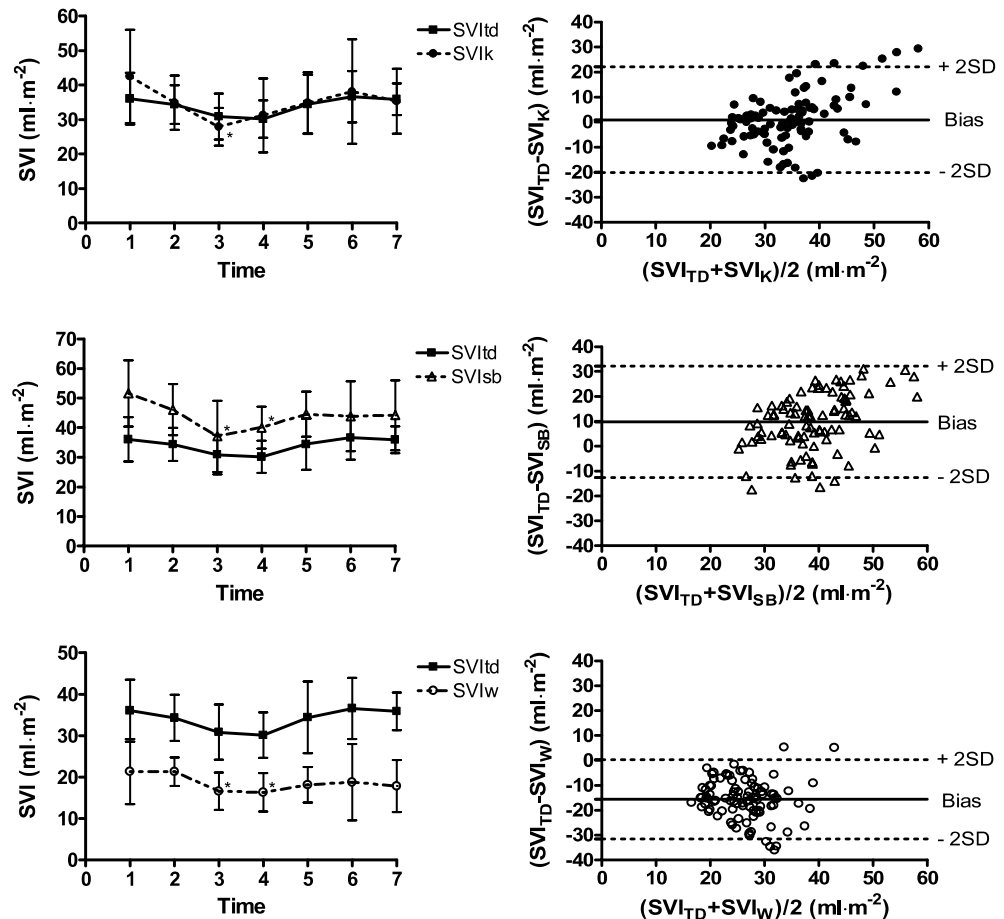 SVI (ml·m-2)
60
50
40
30
20
10
0
0 1 2 3 4 5 6 7
Time
SVItd
SVIk
*
(SVITD-SVIK) (ml·m-2)
40
30
20
10
0
-10
-20
-30
-40
0 10 20 30 40 50 60
(SVITD+SVIK)/2 (ml·m-2)
+ 2SD
Bias
- 2SD
SVI (ml·m-2)
70
60
50
40
30
20
10
0
0 1 2 3 4 5 6 7
Time
SVItd
SVIsb
* *
(SVITD-SVISB) (ml·m-2)
40
30
20
10
0
-10
-20
-30
-40
0 10 20 30 40 50 60
(SVITD+SVISB)/2 (ml·m-2)
+ 2SD
Bias
- 2SD
SVI (ml·m-2)
50
40
30
20
10
0
0 1 2 3 4 5 6 7
Time
SVItd
SVIw
* *
(SVITD-SVIW) (ml·m-2)
40
30
20
10
0
-10
-20
-30
-40
0 10 20 30 40 50 60
(SVITD+SVIW)/2 (ml·m-2)
+ 2SD
Bias
- 2SD